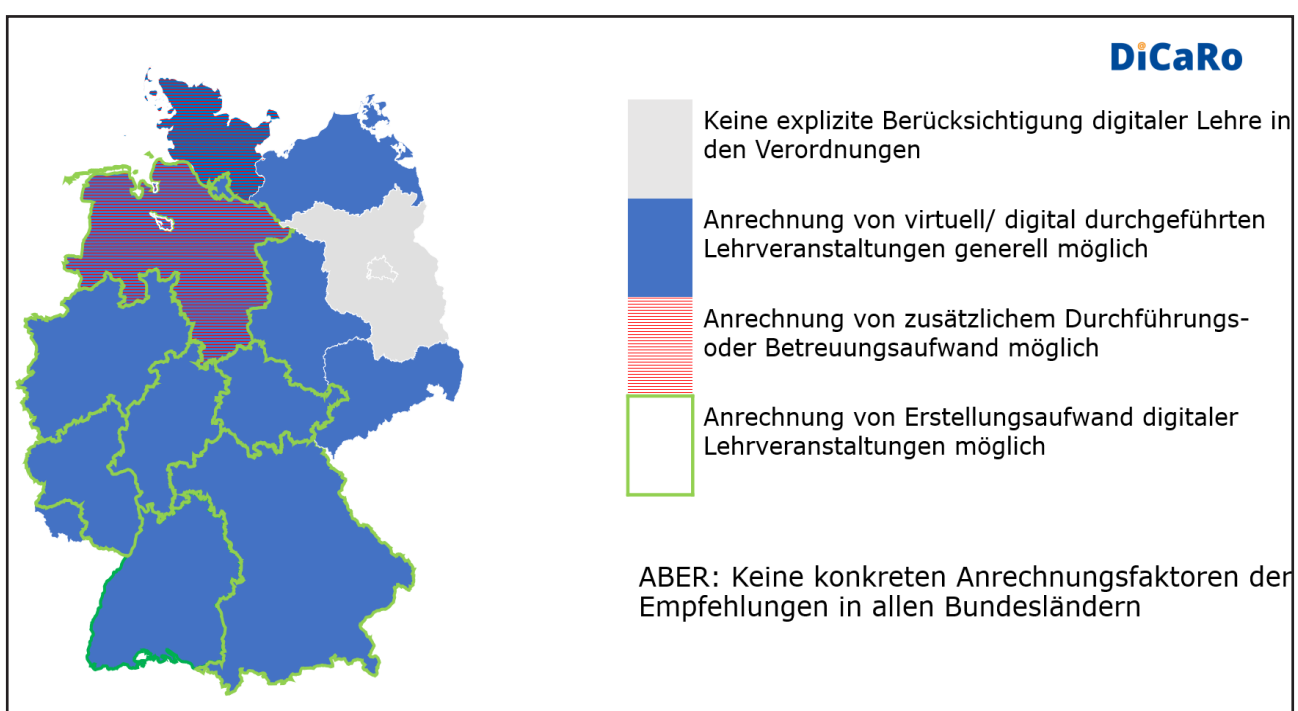 DiCaRo
Keine explizite Berücksichtigung digitaler Lehre in
den Verordnungen
Anrechnung von virtuell/ digital durchgeführten
Lehrveranstaltungen generell möglich
Anrechnung von zusätzlichem Durchführungs-
oder Betreuungsaufwand möglich
Anrechnung von Erstellungsaufwand digitaler
Lehrveranstaltungen möglich
ABER: Keine konkreten Anrechnungsfaktoren der
Empfehlungen in allen Bundesländern